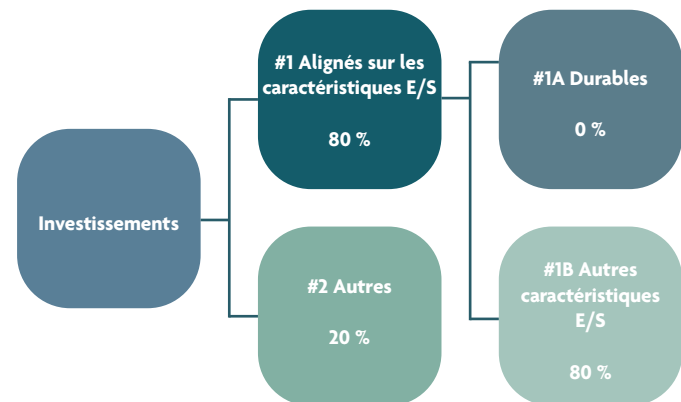 Investissements
#1 Alignés sur les
caractéristiques E/S
80 %
#2 Autres
20 %
#1A Durables
0 %
#1B Autres
caractéristiques
E/S
80 %